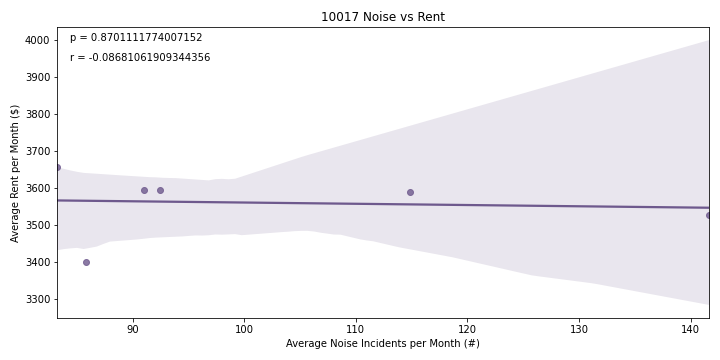 10017 Noise vs Rent
p = 0.8701111774007152
r = -0.08681061909344356
4000
3900
3800
3700
3600
3500
3400
3300
Average Rent per Month ($)
90
100
110
120
130
140
Average Noise Incidents per Month (#)